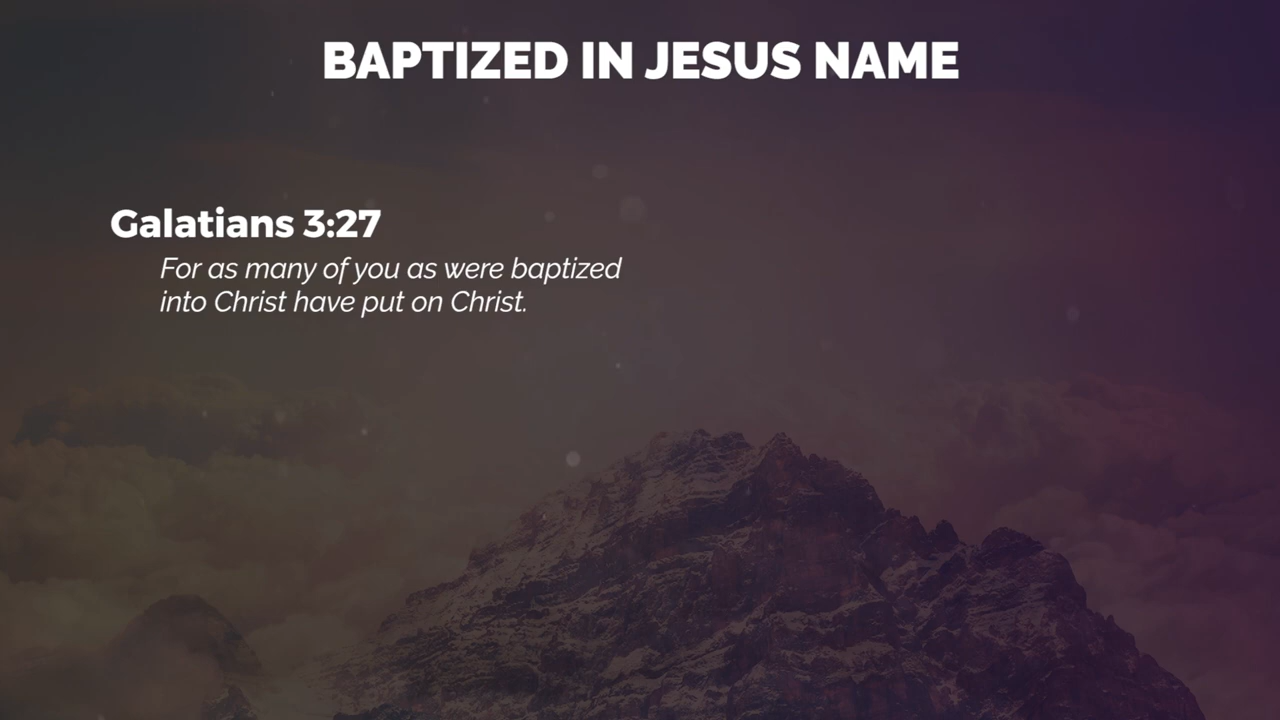 BAPTIZED IN JESUS NAME
Galatians 3:27
For as many of you as were baptized
into Christ have put on Christ.